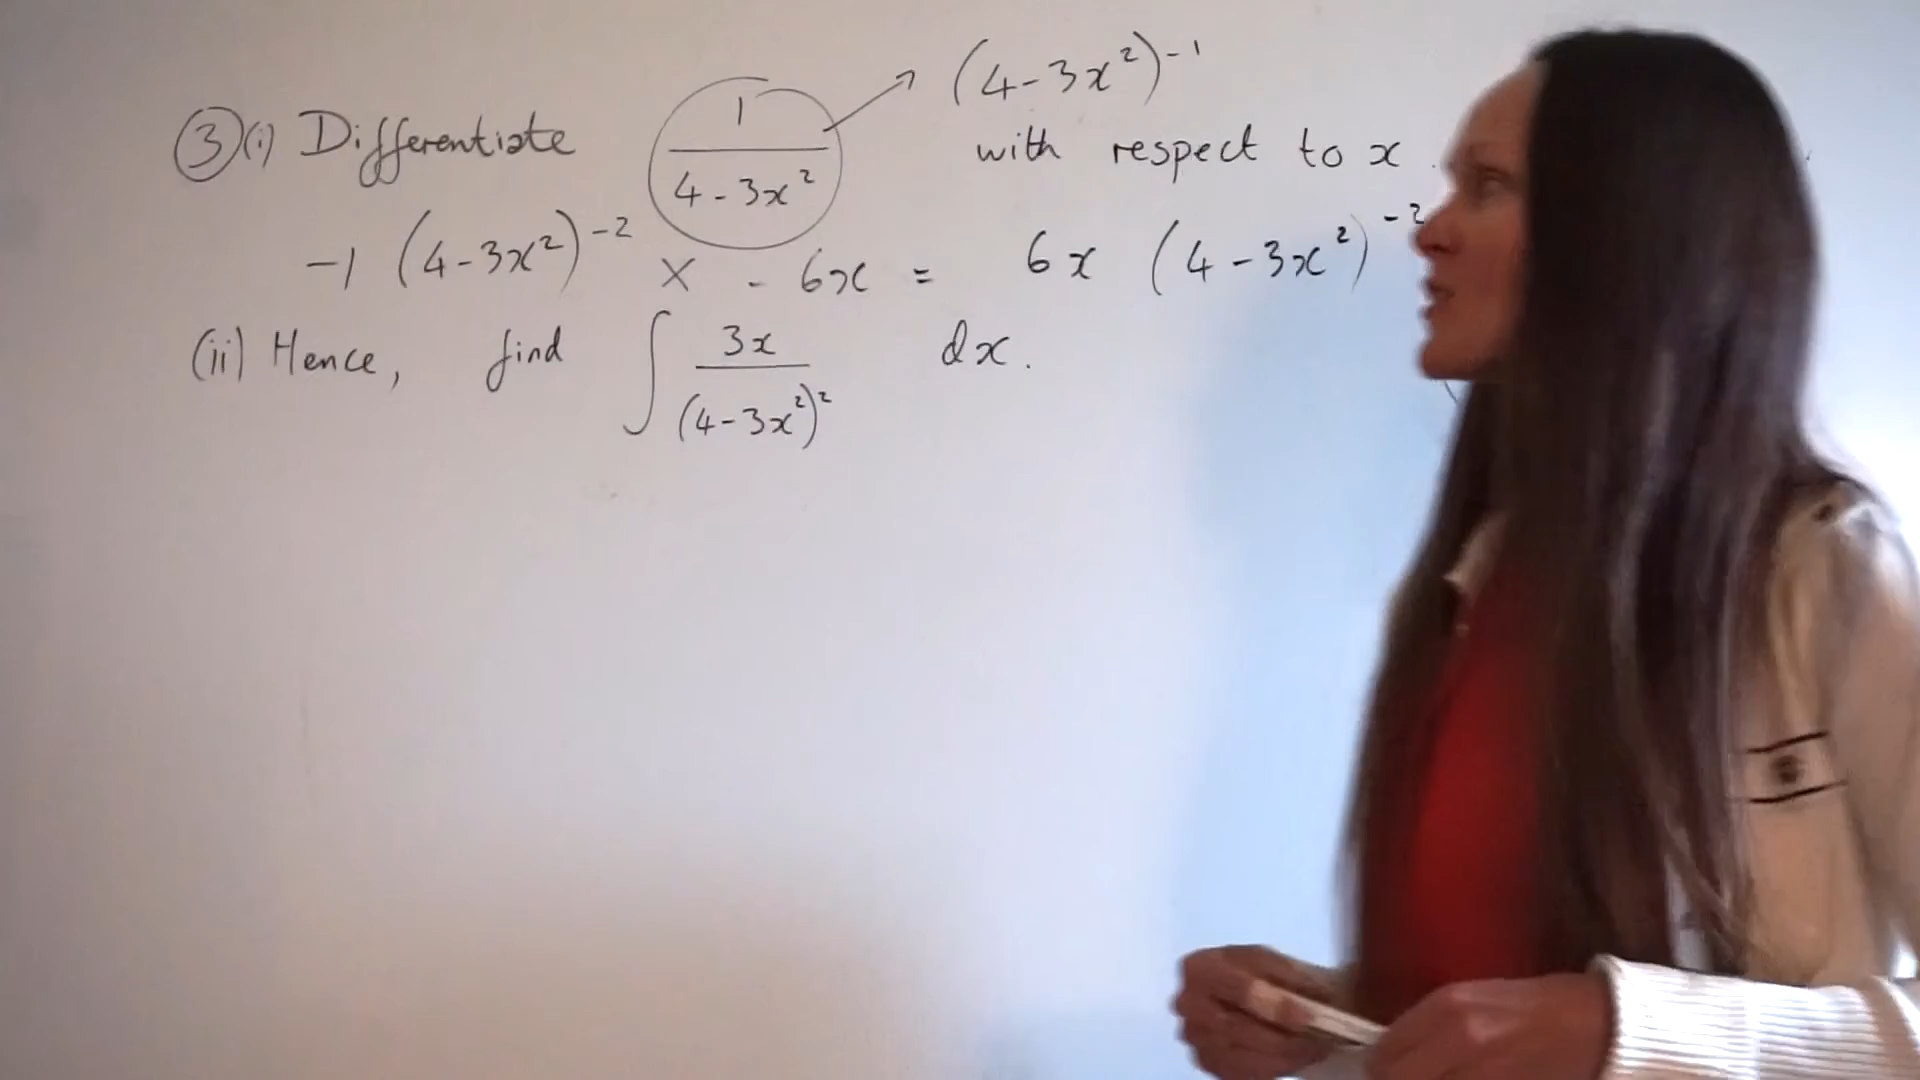 (4-3x²)⁻¹
③(i) Differentiate 1/(4-3x²) with respect to x.
-1 (4-3x²)⁻² × -6x = 6x (4-3x²)⁻²
(ii) Hence, find ∫ 3x/(4-3x²)² dx.